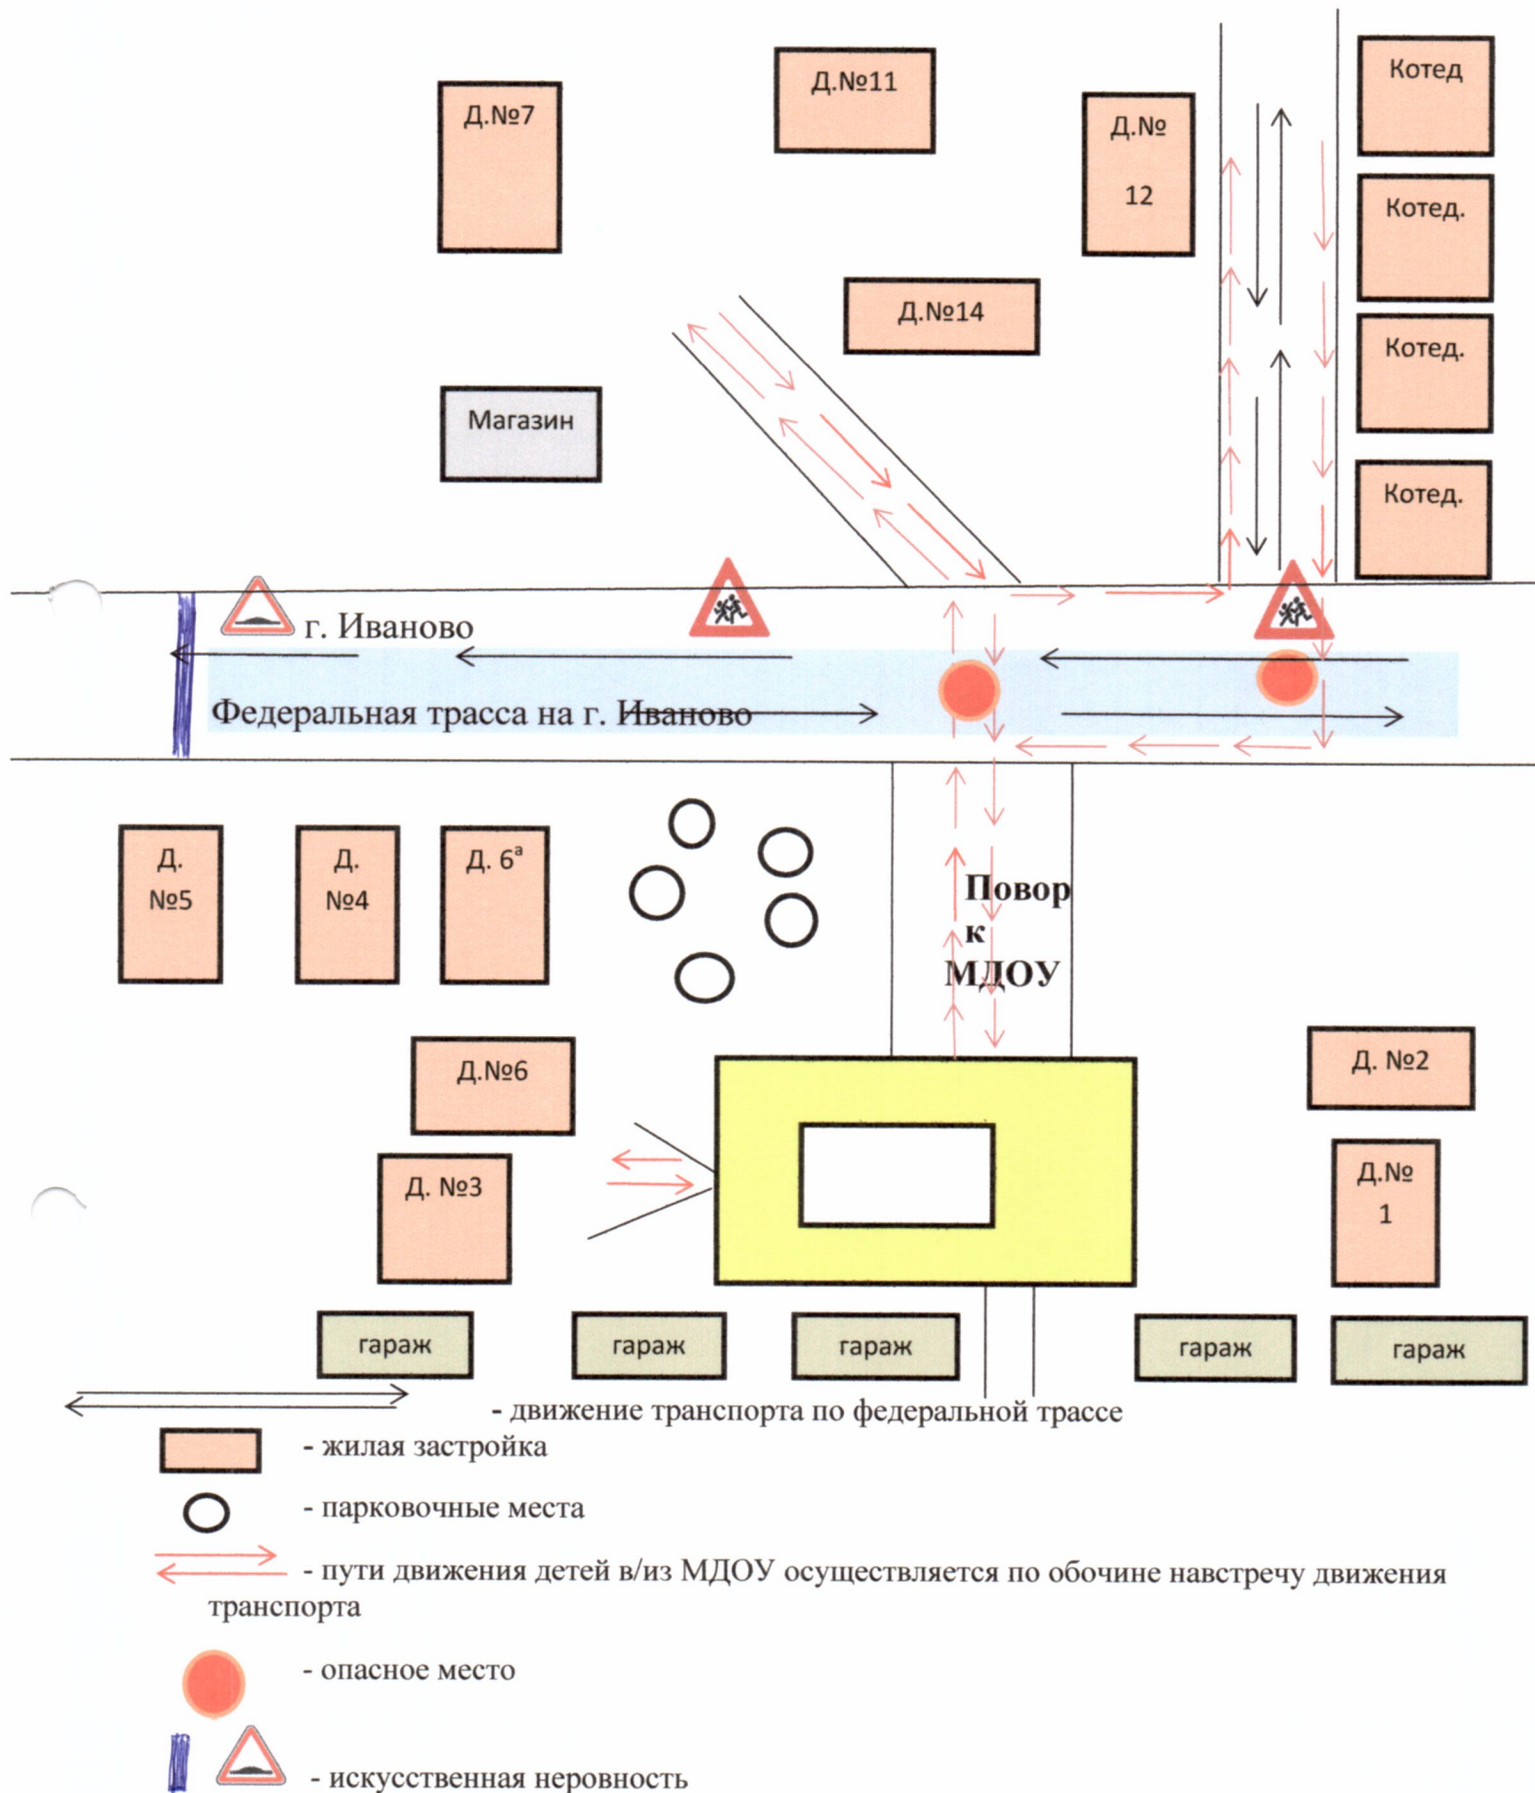 Д.№7
Д.№11
Д.№
12
Котед
Котед.
Котед.
Котед.
Д.№14
Магазин
г. Иваново
Федеральная трасса на г. Иваново
Д.
№5
Д.
№4
Д. 6а
Повор
к
МДОУ
Д.№6
Д. №3
Д. №2
Д.№
1
гараж
гараж
гараж
гараж
гараж
- движение транспорта по федеральной трассе
- жилая застройка
- парковочные места
- пути движения детей в/из МДОУ осуществляется по обочине навстречу движения
транспорта
- опасное место
- искусственная неровность